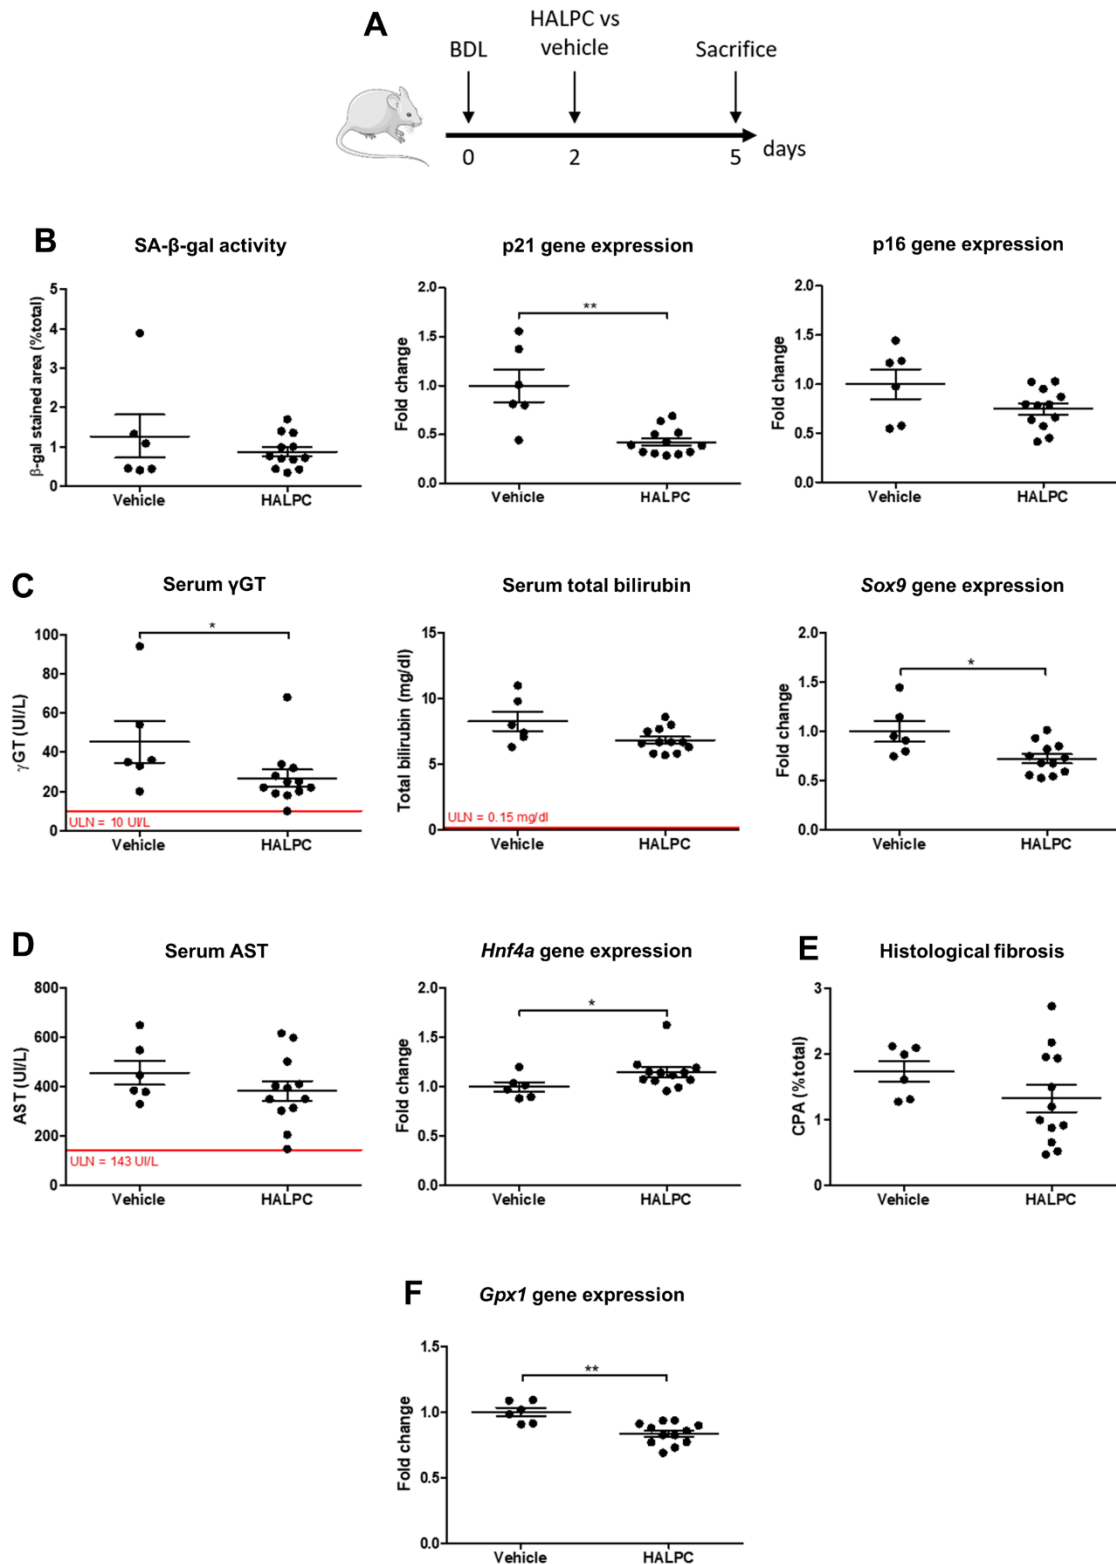 A
BDL
HALPC vs
vehicle
Sacrifice
0
2
5
days
B
SA-β-gal activity
β-gal stained area (%total)
5
4
3
2
1
0
Vehicle
HALPC
p21 gene expression
Fold change
2.0
1.5
1.0
0.5
0.0
**
Vehicle
HALPC
p16 gene expression
Fold change
2.0
1.5
1.0
0.5
0.0
Vehicle
HALPC
C
Serum γGT
γGT (UI/L)
100
80
60
40
20
0
*
ULN = 10 UI/L
Vehicle
HALPC
Serum total bilirubin
Total bilirubin (mg/dl)
15
10
5
0
ULN = 0.15 mg/dl
Vehicle
HALPC
Sox9 gene expression
Fold change
2.0
1.5
1.0
0.5
0.0
*
Vehicle
HALPC
D
Serum AST
AST (UI/L)
800
600
400
200
0
ULN = 143 UI/L
Vehicle
HALPC
Hnf4a gene expression
Fold change
2.0
1.5
1.0
0.5
0.0
*
Vehicle
HALPC
E
Histological fibrosis
CPA (%total)
3
2
1
0
Vehicle
HALPC
F
Gpx1 gene expression
Fold change
1.5
1.0
0.5
0.0
**
Vehicle
HALPC